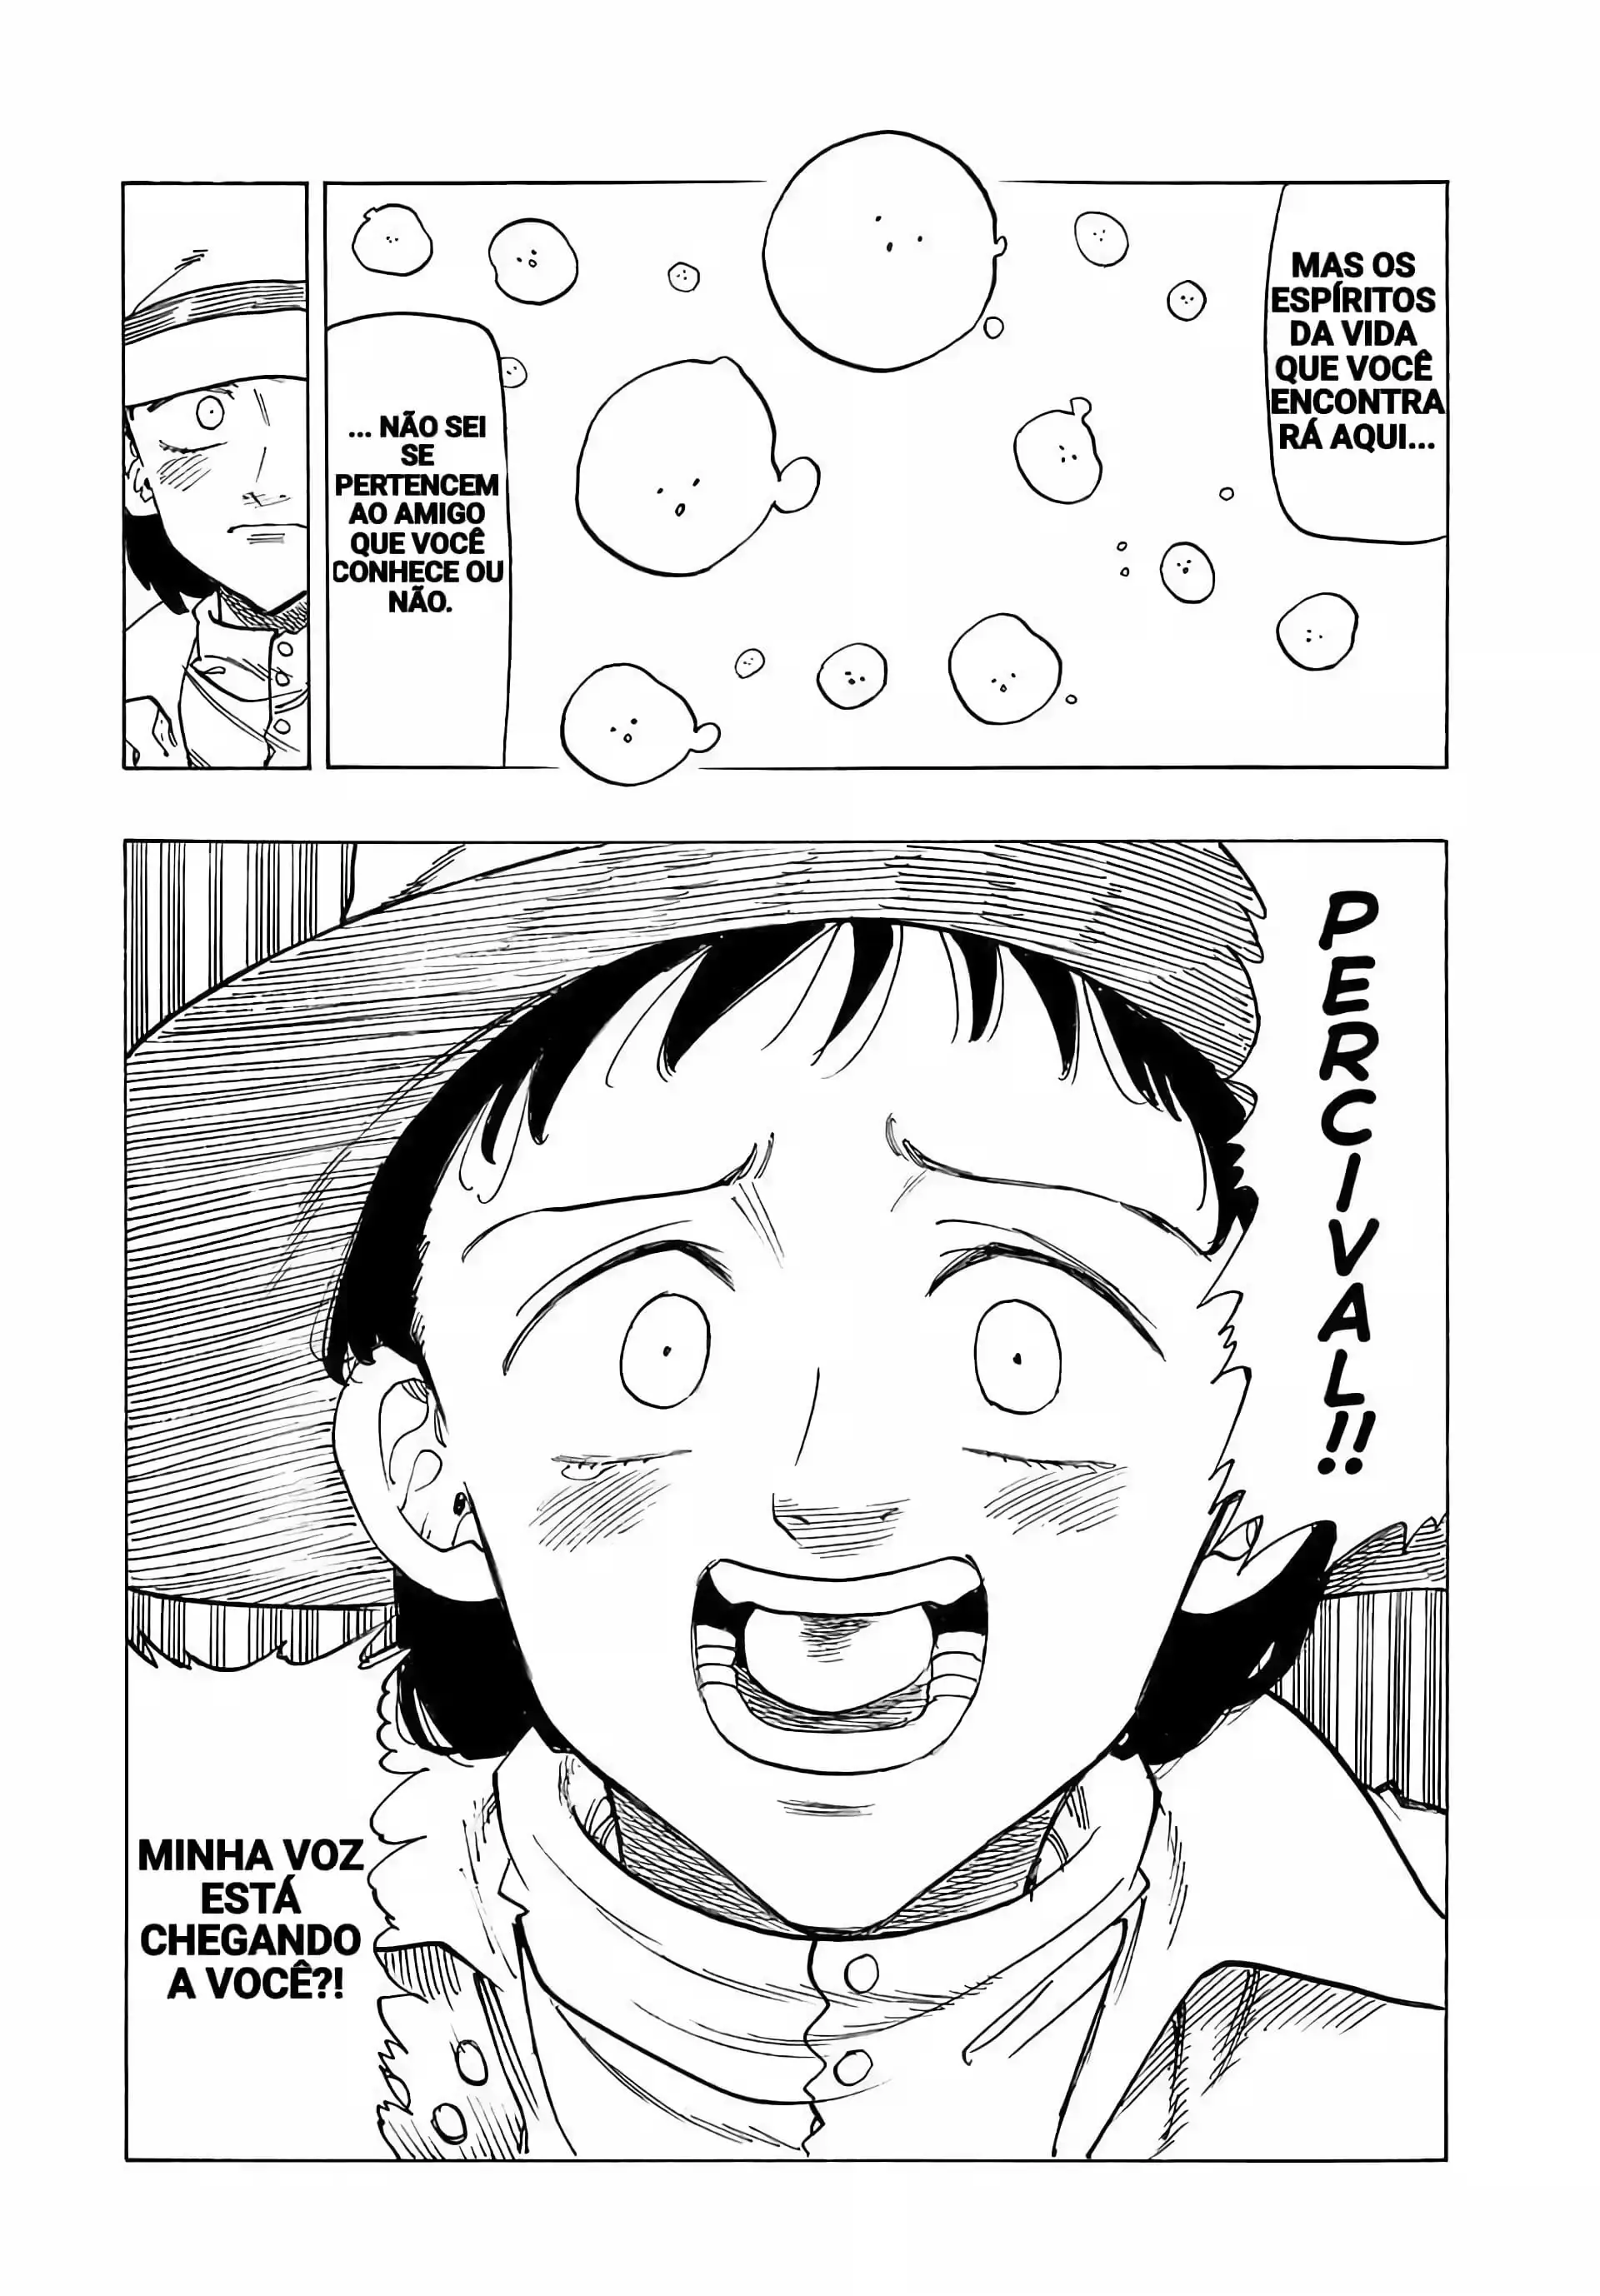 MAS OS
ESPÍRITOS
DA VIDA
QUE VOCÊ
ENCONTRA
RÁ AQUI...
... NÃO SEI
SE
PERTENCEM
AO AMIGO
QUE VOCÊ
CONHECE OU
NÃO.
PERCIVAL!!
MINHA VOZ
ESTÁ
CHEGANDO
A VOCÊ?!